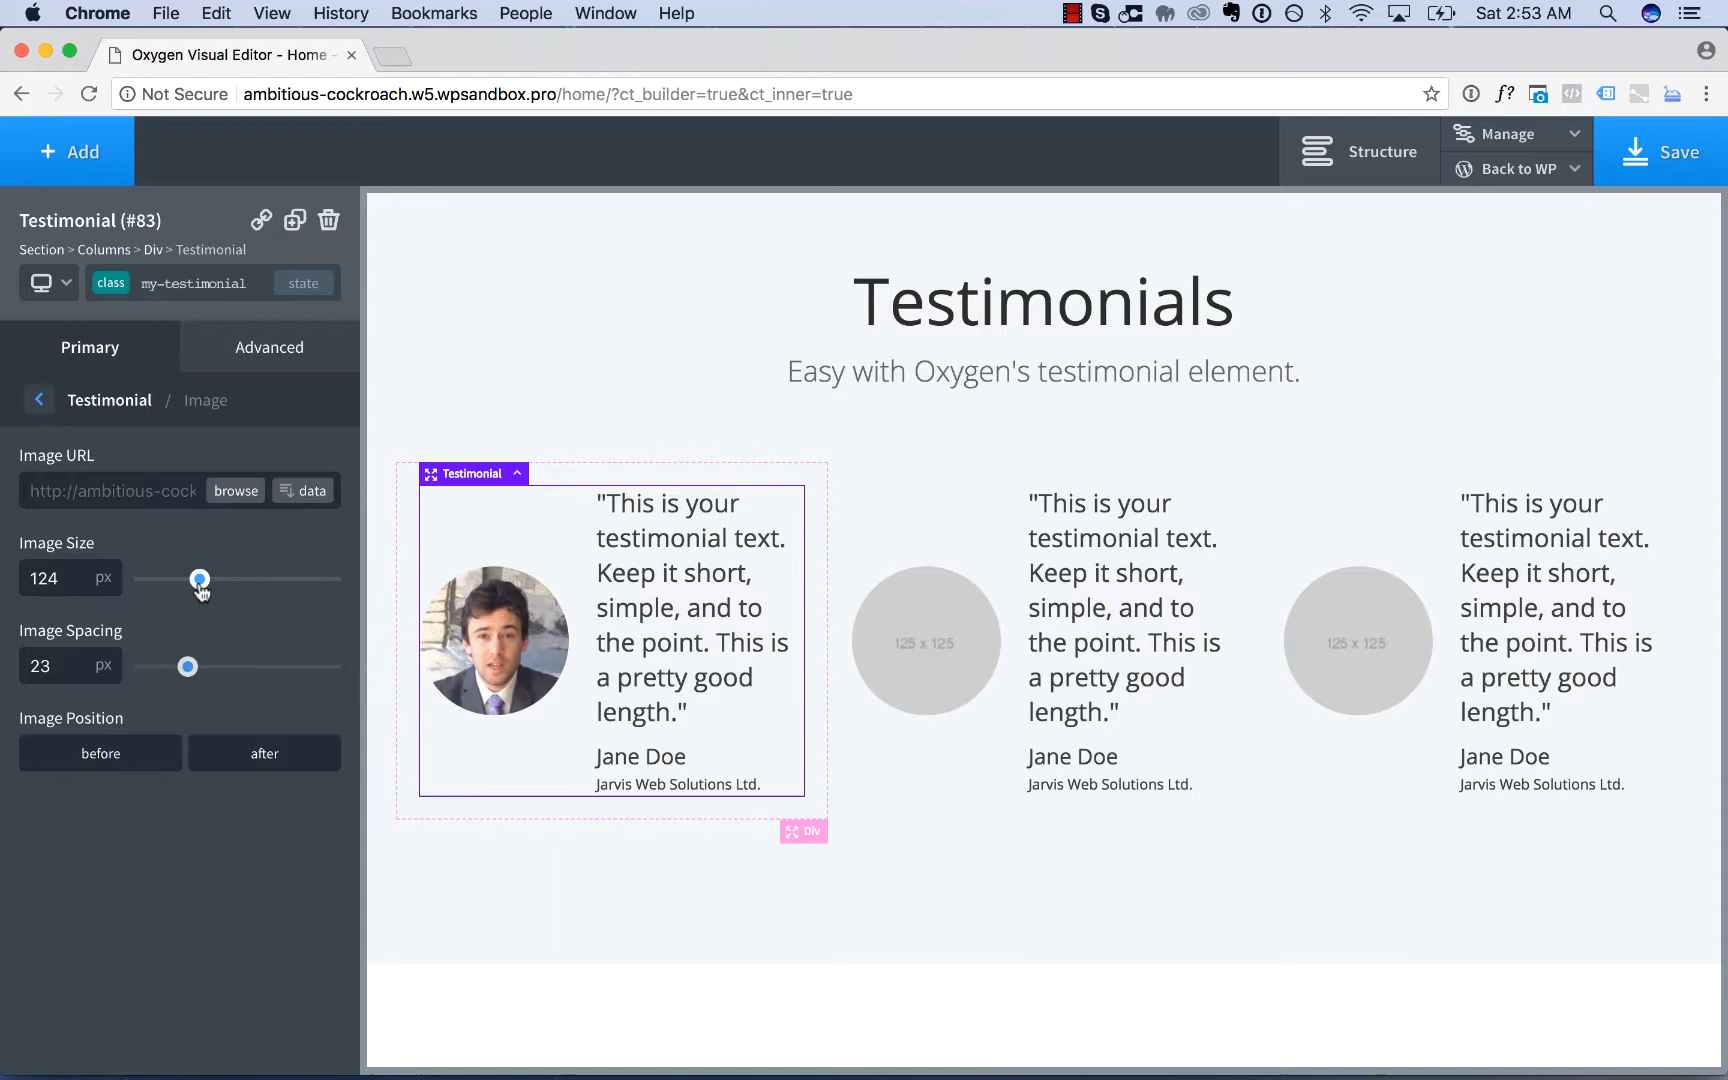 Chrome File Edit View History Bookmarks People Window Help Sat 2:53 AM
Oxygen Visual Editor - Home -
Not Secure ambitious-cockroach.w5.wpsandbox.pro/home/?ct_builder=true&ct_inner=true
f?
+ Add
Structure
Manage
Back to WP
Save
Testimonial (#83)
Section > Columns > Div > Testimonial
class my-testimonial state
Primary Advanced
Testimonial / Image
Image URL
http://ambitious-cock browse data
Image Size
124 px
Image Spacing
23 px
Image Position
before after
Testimonials
Easy with Oxygen's testimonial element.
Testimonial
"This is your
testimonial text.
Keep it short,
simple, and to
the point. This is
a pretty good
length."
Jane Doe
Jarvis Web Solutions Ltd.
Div
125 x 125
"This is your
testimonial text.
Keep it short,
simple, and to
the point. This is
a pretty good
length."
Jane Doe
Jarvis Web Solutions Ltd.
125 x 125
"This is your
testimonial text.
Keep it short,
simple, and to
the point. This is
a pretty good
length."
Jane Doe
Jarvis Web Solutions Ltd.